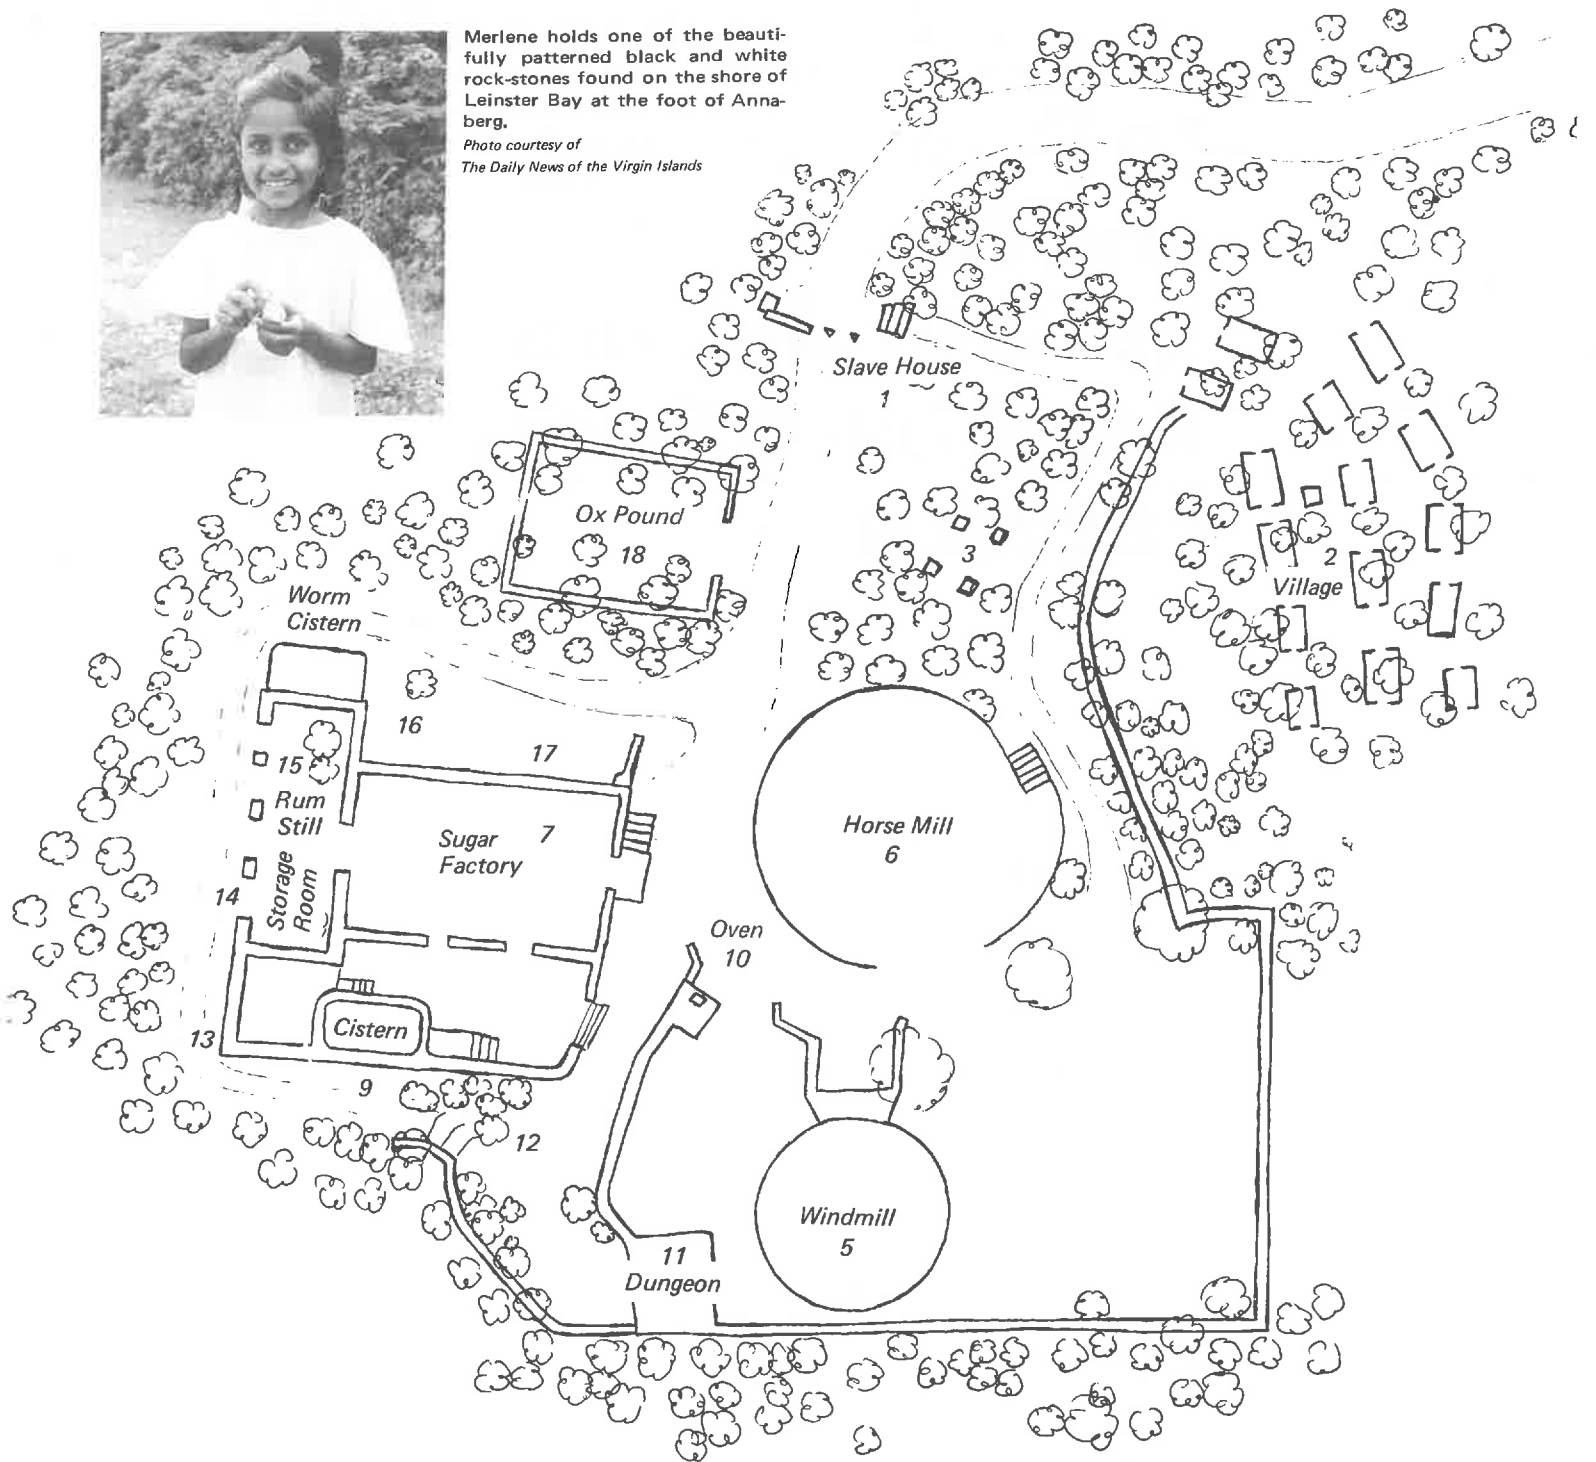 Merlene holds one of the beauti-
fully patterned black and white
rock-stones found on the shore of
Leinster Bay at the foot of Anna-
berg.
Photo courtesy of
The Daily News of the Virgin Islands
Slave House
1
Ox Pound
18
3
2
Village
Worm
Cistern
16
17
15
Rum
Still
Sugar
Factory
7
Horse Mill
6
14
Storage
Room
Oven
10
Cistern
13
9
12
Windmill
5
11
Dungeon